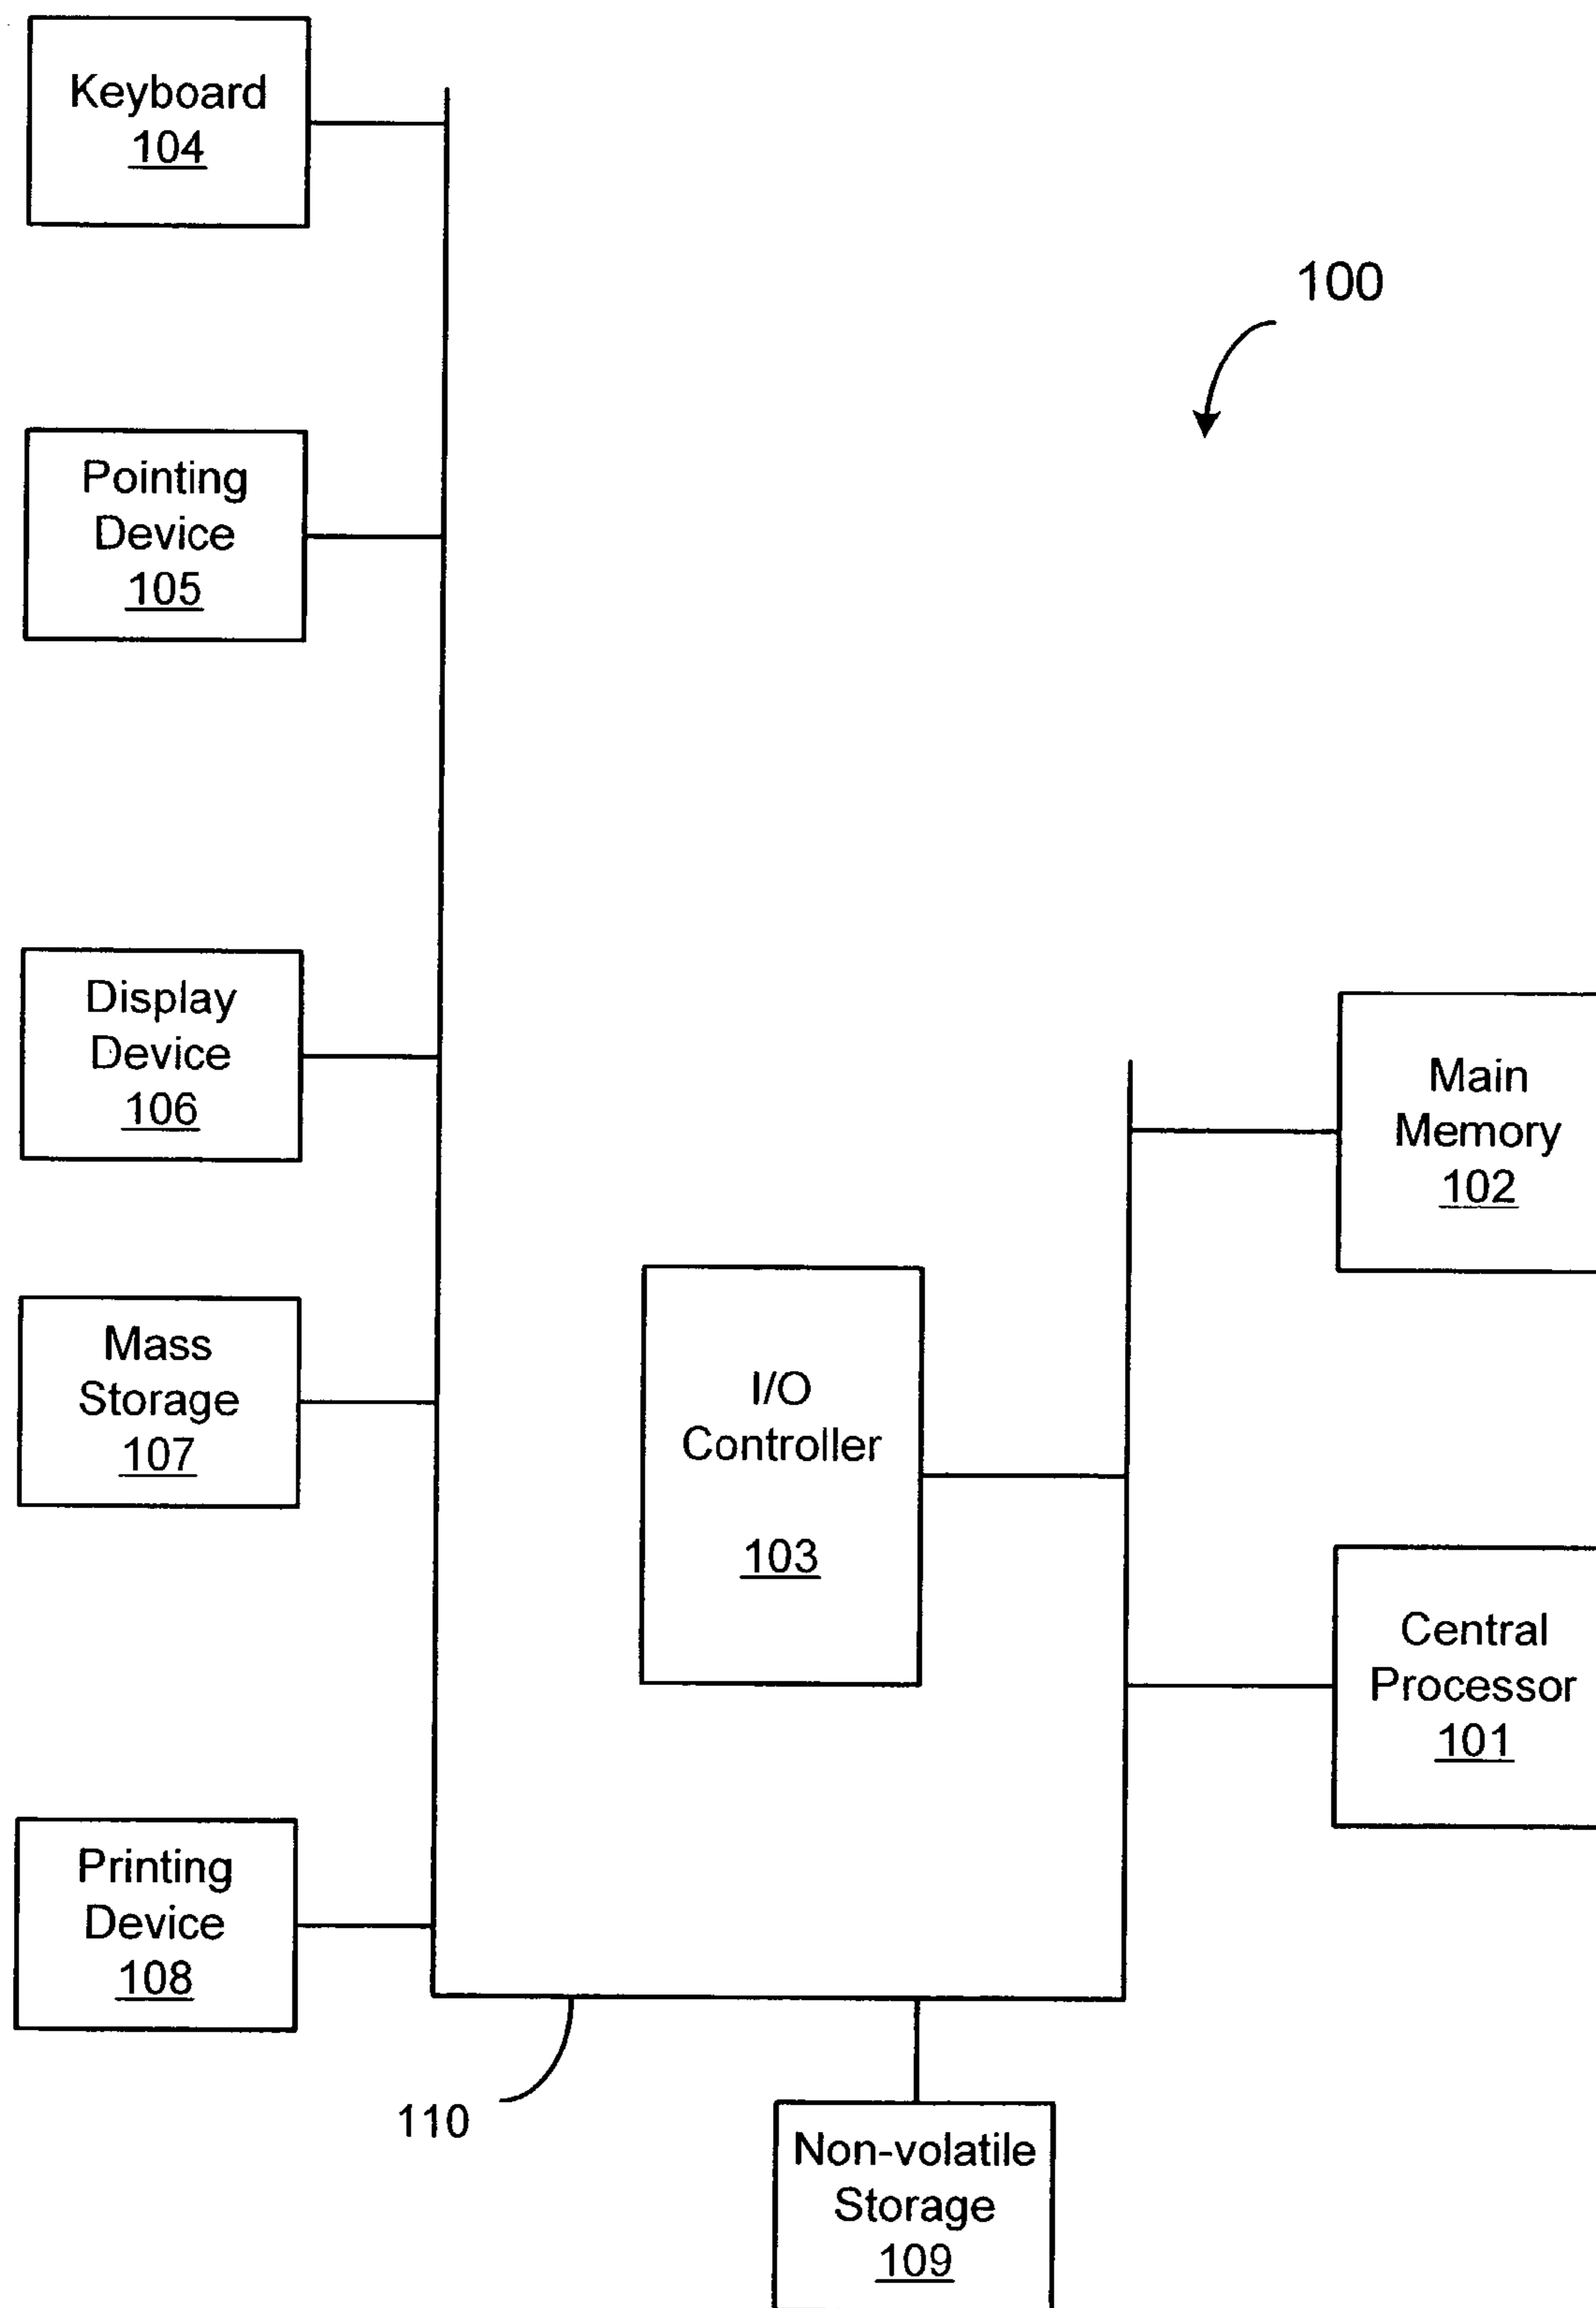 Keyboard
104
100
Pointing
Device
105
Display
Device
106
Main
Memory
102
Mass
Storage
107
I/O
Controller
103
Central
Processor
101
Printing
Device
108
110
Non-volatile
Storage
109